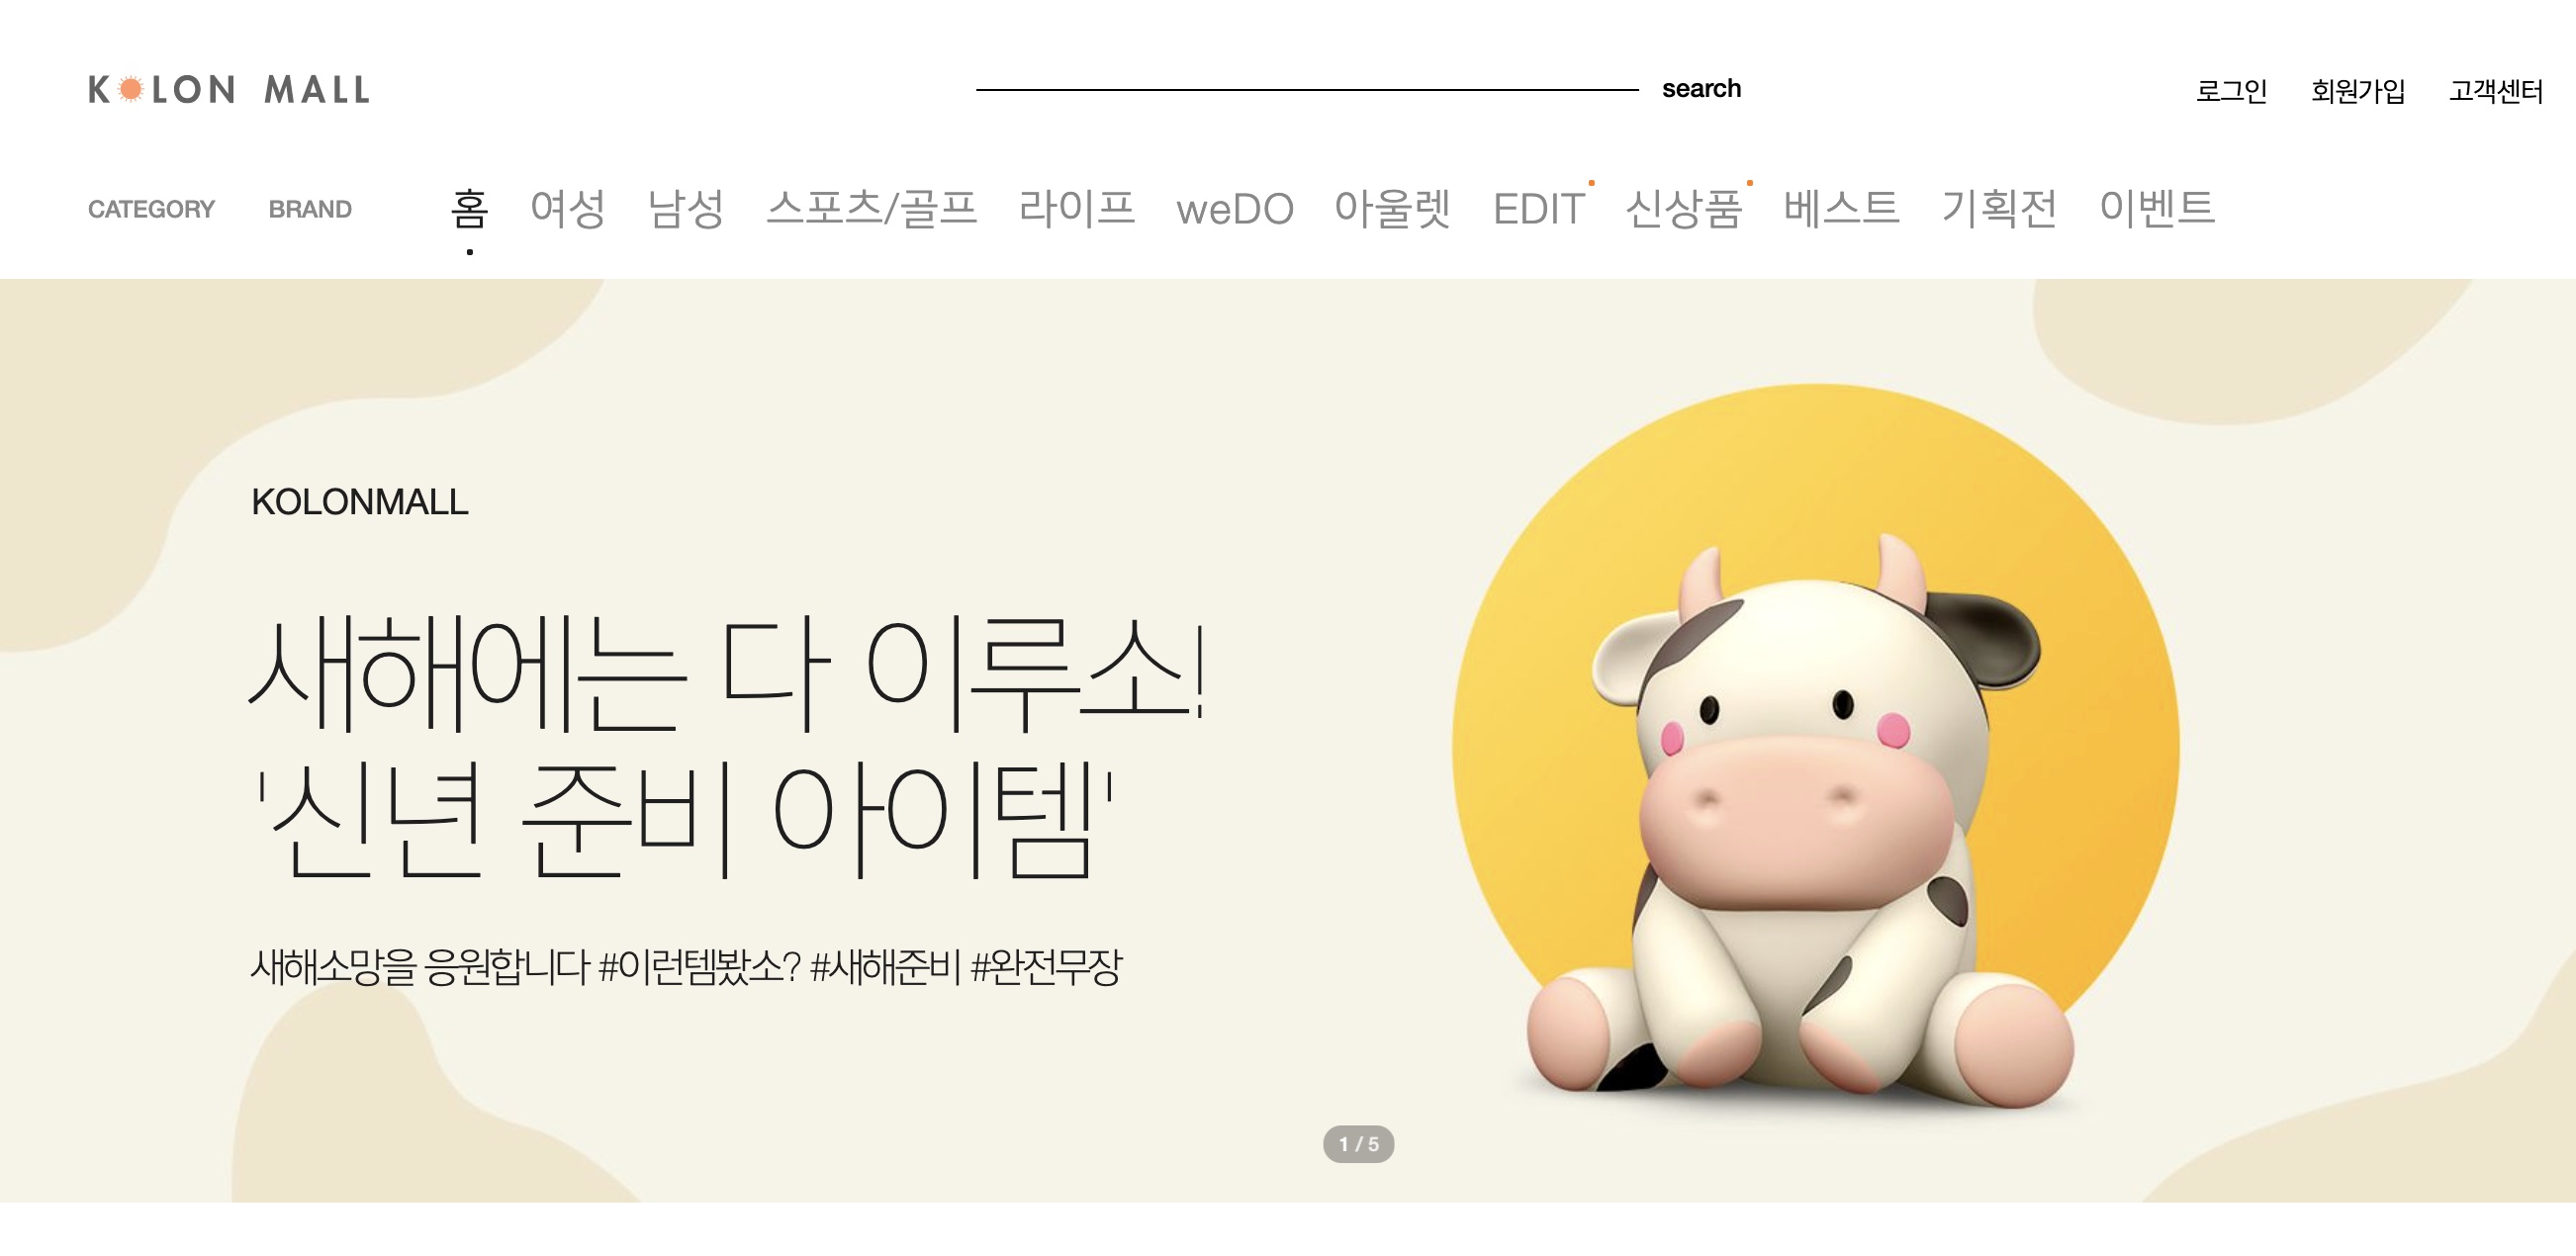 KOLON MALL
search
로그인 회원가입 고객센터
CATEGORY BRAND 홈 여성 남성 스포츠/골프 라이프 weDO 아울렛 EDIT 신상품 베스트 기획전 이벤트
KOLONMALL
새해에는 다 이루소!
'신년 준비 아이템'
새해소망을 응원합니다 #이런템봤소? #새해준비 #완전무장
1 / 5